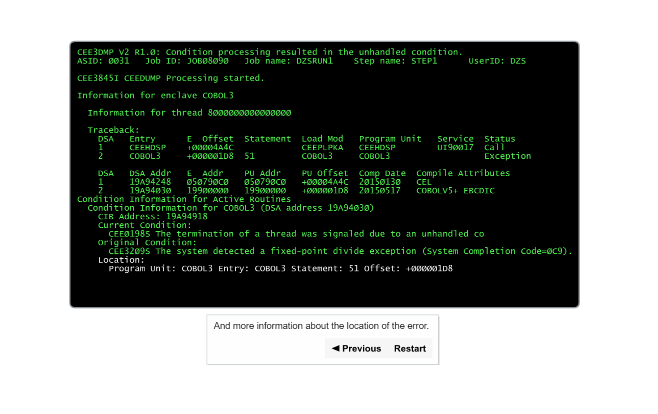 CEE3DMP V2 R1.0: Condition processing resulted in the unhandled condition.
ASID: 0031   Job ID: JOB08090   Job name: DZSRUN1    Step name: STEP1      UserID: DZS
CEE3845I CEEDUMP Processing started.
Information for enclave COBOL3
Information for thread 8000000000000000
Traceback:
DSA   Entry      E  Offset  Statement  Load Mod   Program Unit   Service  Status
1     CEEHDSP    +00004A4C             CEEPLPKA   CEEHDSP        UI90017  Call
2     COBOL3     +000001D8  51         COBOL3     COBOL3                  Exception
DSA   DSA Addr   E  Addr    PU Addr    PU Offset  Comp Date  Compile Attributes
1     19A94248   050790C0   050790C0   +00004A4C  20150130   CEL
2     19A94030   19900000   19900000   +000001D8  20150517   COBOLV5+ EBCDIC
Condition Information for Active Routines
Condition Information for COBOL3 (DSA address 19A94030)
CIB Address: 19A94918
Current Condition:
CEE0198S The termination of a thread was signaled due to an unhandled co
Original Condition:
CEE3209S The system detected a fixed-point divide exception (System Completion Code=0C9).
Location:
Program Unit: COBOL3 Entry: COBOL3 Statement: 51 Offset: +000001D8
And more information about the location of the error.
◄ Previous   Restart